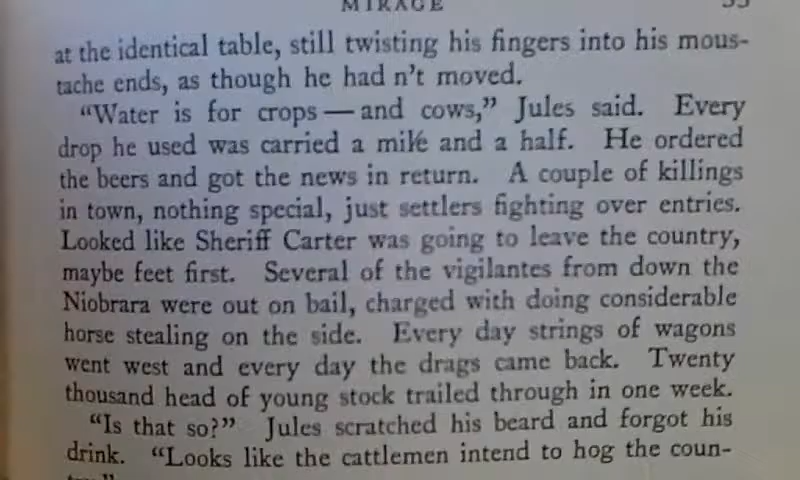 MIRAGE
at the identical table, still twisting his fingers into his mous-
tache ends, as though he had n't moved.
“Water is for crops — and cows,” Jules said. Every
drop he used was carried a mile and a half. He ordered
the beers and got the news in return. A couple of killings
in town, nothing special, just settlers fighting over entries.
Looked like Sheriff Carter was going to leave the country,
maybe feet first. Several of the vigilantes from down the
Niobrara were out on bail, charged with doing considerable
horse stealing on the side. Every day strings of wagons
went west and every day the drags came back. Twenty
thousand head of young stock trailed through in one week.
“Is that so?” Jules scratched his beard and forgot his
drink. “Looks like the cattlemen intend to hog the coun-